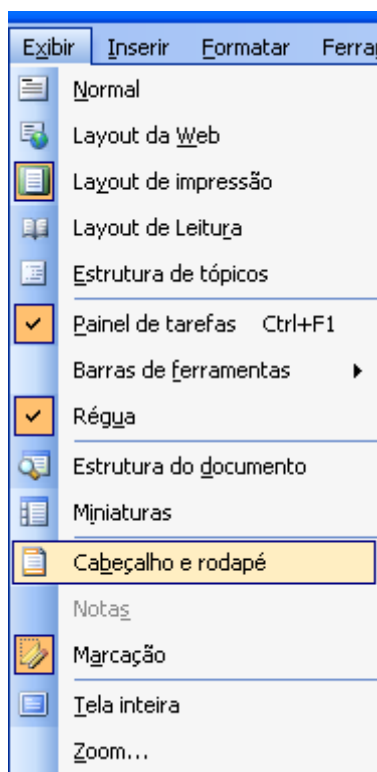 Exibir Inserir Formatar Ferra
Normal
Layout da Web
Layout de impressão
Layout de Leitura
Estrutura de tópicos
Painel de tarefas Ctrl+F1
Barras de ferramentas
Régua
Estrutura do documento
Miniaturas
Cabeçalho e rodapé
Notas
Marcação
Tela inteira
Zoom...